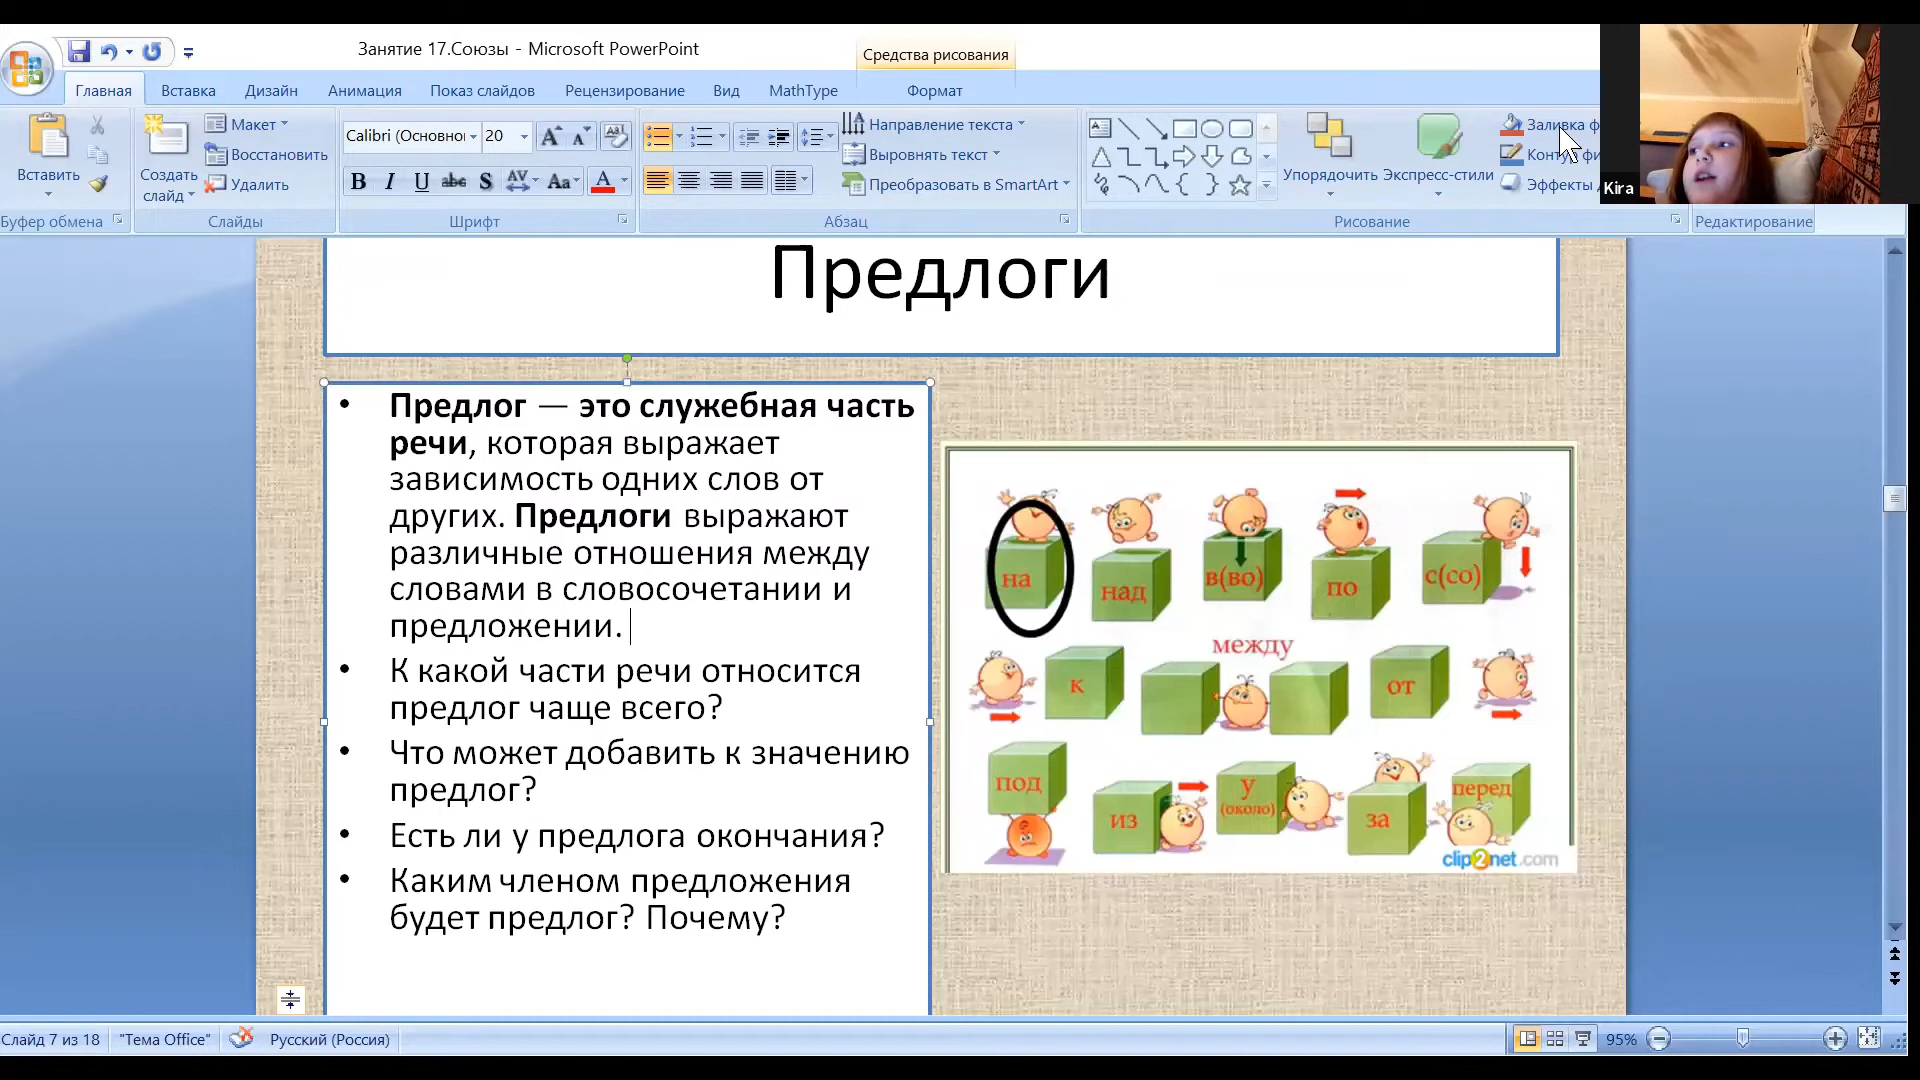 Занятие 17.Союзы - Microsoft PowerPoint
Средства рисования
Главная Вставка Дизайн Анимация Показ слайдов Рецензирование Вид MathType Формат
Вставить
Буфер обмена
Создать слайд
Макет
Восстановить
Удалить
Слайды
Calibri (Основно 20
Шрифт
Направление текста
Выровнять текст
Преобразовать в SmartArt
Абзац
Упорядочить
Экспресс-стили
Заливка ф
Контур фи
Эффекты
Рисование
Редактирование
Kira
Предлоги
• Предлог — это служебная часть
речи, которая выражает
зависимость одних слов от
других. Предлоги выражают
различные отношения между
словами в словосочетании и
предложении.
• К какой части речи относится
предлог чаще всего?
• Что может добавить к значению
предлог?
• Есть ли у предлога окончания?
• Каким членом предложения
будет предлог? Почему?
на над в(во) по с(со)
между
к от
под из у (около) за перед
clip2net.com
Слайд 7 из 18 "Тема Office" Русский (Россия) 95%